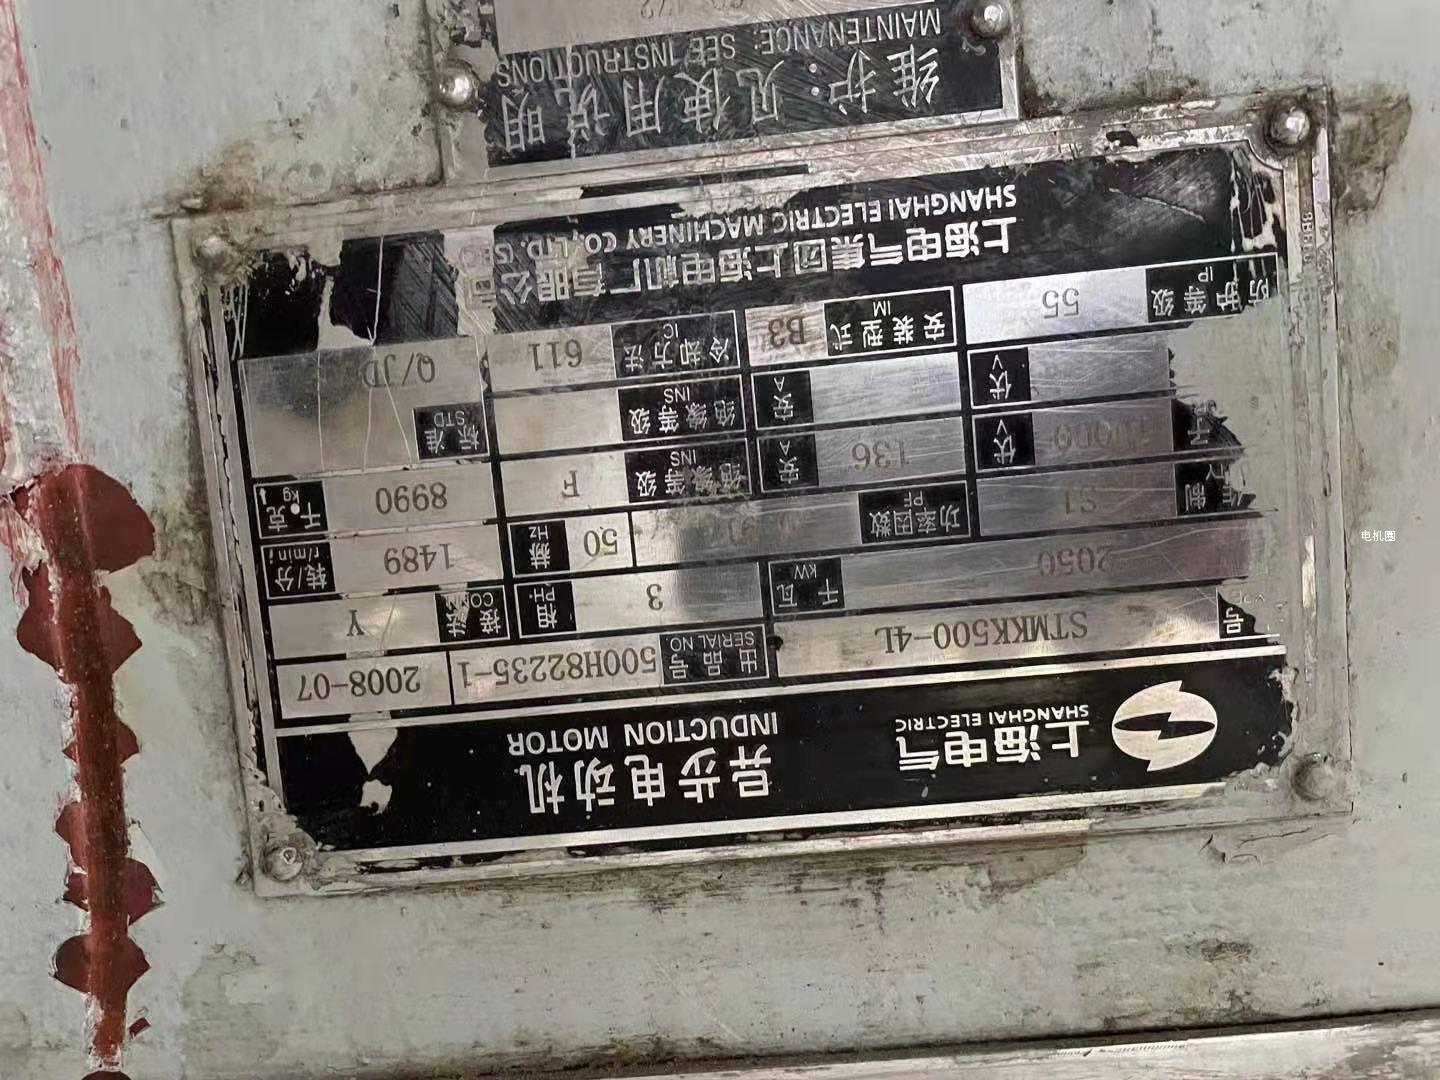 上海电气
SHANGHAI ELECTRIC
异步电动机
INDUCTION MOTOR
号 STMKK500-4L 出品号 SERIAL NO 500H82235-1 2008-07
2050 千瓦 kW 3 相 PH. Y 接法 CONN
制 S1 功率因数 PF 50 赫 Hz 1489 转/分 r/min
10000 伏 V 136 安 A 绝缘等级 INS F 8990 千克 kg
伏 V 安 A 绝缘等级 INS 标准 STD Q/JD
防护等级 IP 55 安装型式 IM B3 冷却方法 IC 611
上海电气集团上海电机厂有限公司
SHANGHAI ELECTRIC MACHINERY CO.,LTD.
维护:见使用说明
MAINTENANCE: SEE INSTRUCTIONS
电机圈